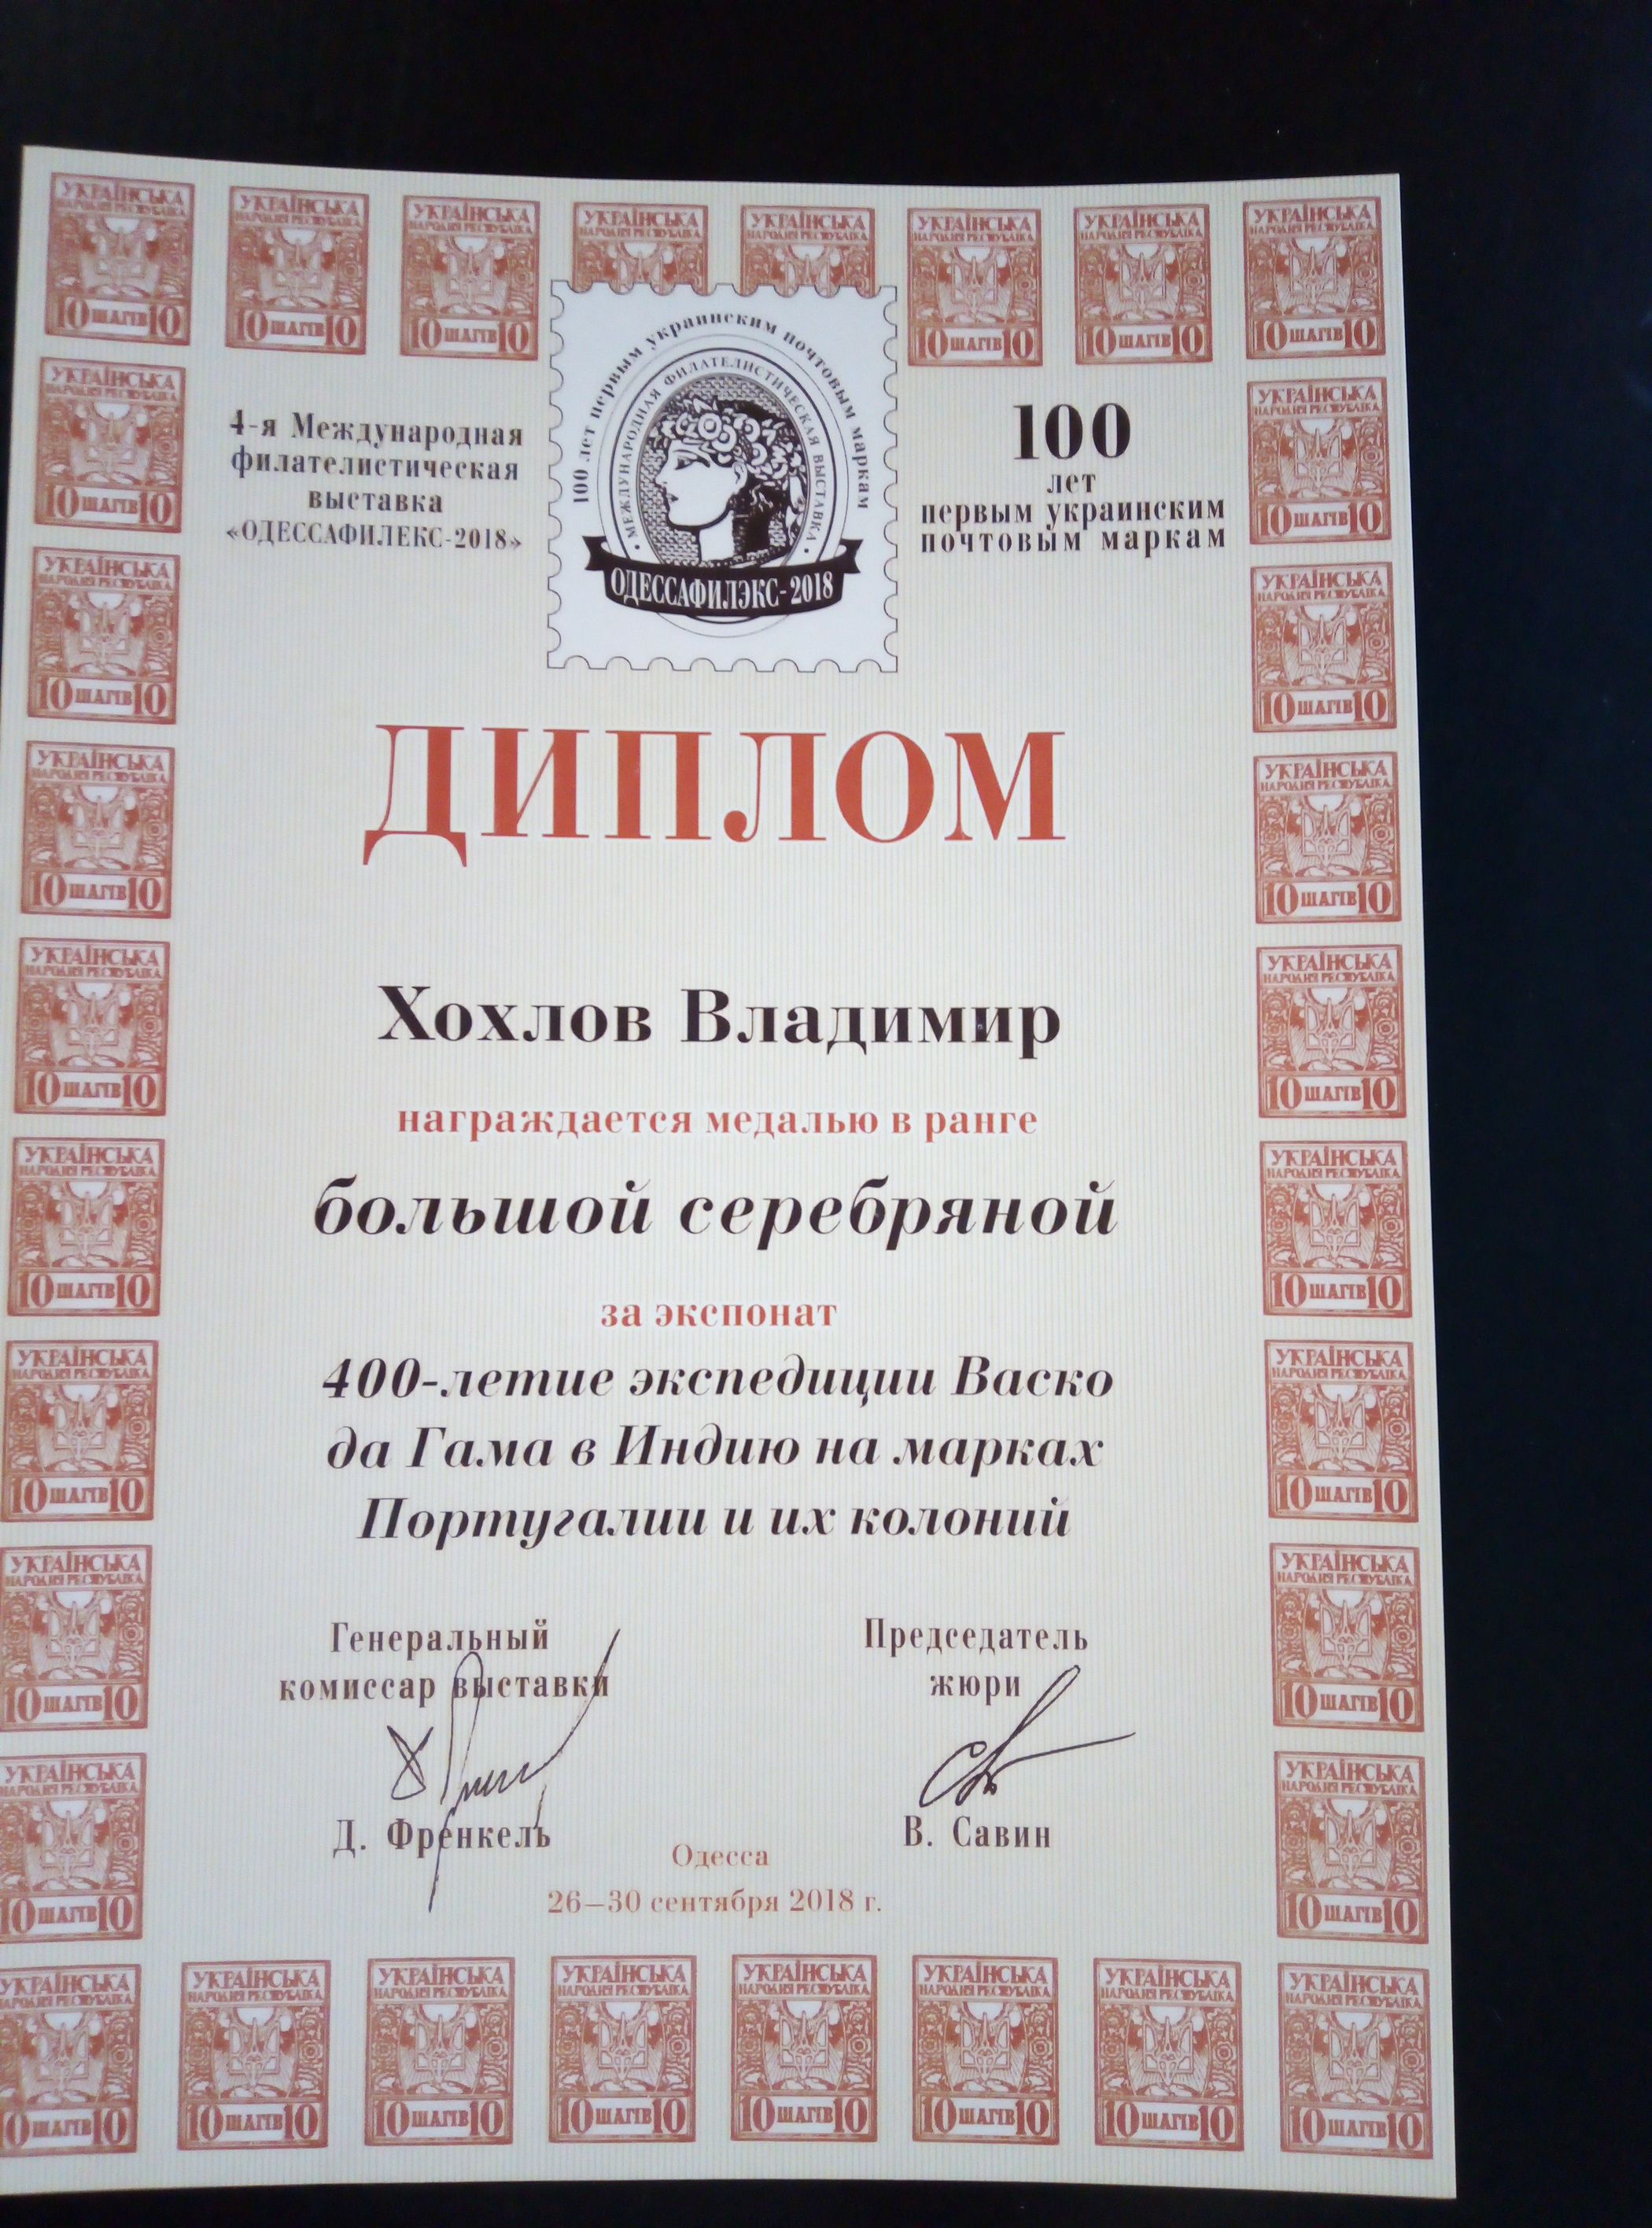 УКРАЇНСЬКА НАРОДНЯ РЕСПУБЛІКА 10 ШАГІВ 10
4-я Международная
филателистическая
выставка
«ОДЕССАФИЛЕКС-2018»
100 лет первым украинским почтовым маркам
МЕЖДУНАРОДНАЯ ФИЛАТЕЛИСТИЧЕСКАЯ ВЫСТАВКА
ОДЕССАФИЛЭКС-2018
100
лет
первым украинским
почтовым маркам
ДИПЛОМ
Хохлов Владимир
награждается медалью в ранге
большой серебряной
за экспонат
400-летие экспедиции Васко
да Гама в Индию на марках
Португалии и их колоний
Генеральный
комиссар выставки
Д. Френкель
Председатель
жюри
В. Савин
Одесса
26–30 сентября 2018 г.